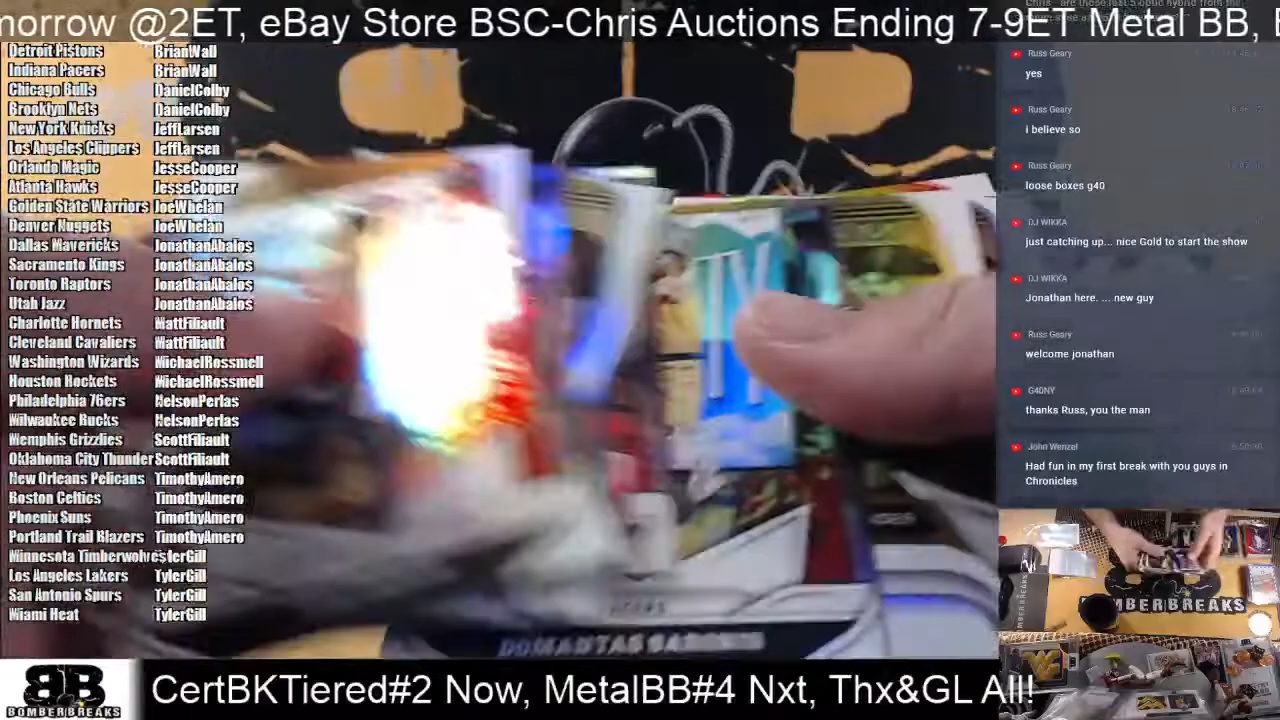 morrow @2ET, eBay Store BSC-Chris Auctions Ending 7-9ET Metal BB, E
Detroit Pistons BrianWall
Indiana Pacers BrianWall
Chicago Bulls DanielColby
Brooklyn Nets DanielColby
New York Knicks JeffLarsen
Los Angeles Clippers JeffLarsen
Orlando Magic JesseCooper
Atlanta Hawks JesseCooper
Golden State Warriors JoeWhelan
Denver Nuggets JoeWhelan
Dallas Mavericks JonathanAbalos
Sacramento Kings JonathanAbalos
Toronto Raptors JonathanAbalos
Utah Jazz JonathanAbalos
Charlotte Hornets MattFiliault
Cleveland Cavaliers MattFiliault
Washington Wizards MichaelRossmell
Houston Rockets MichaelRossmell
Philadelphia 76ers NelsonPerlas
Milwaukee Bucks NelsonPerlas
Memphis Grizzlies ScottFiliault
Oklahoma City Thunder ScottFiliault
New Orleans Pelicans TimothyAmero
Boston Celtics TimothyAmero
Phoenix Suns TimothyAmero
Portland Trail Blazers TimothyAmero
Minnesota Timberwolves TylerGill
Los Angeles Lakers TylerGill
San Antonio Spurs TylerGill
Miami Heat TylerGill
DOMANTAS SABONIS
Russ Geary
yes
Russ Geary
i believe so
Russ Geary
loose boxes g40
DJ WIKKA
just catching up... nice Gold to start the show
DJ WIKKA
Jonathan here. ... new guy
Russ Geary
welcome jonathan
G40NY
thanks Russ, you the man
John Wenzel
Had fun in my first break with you guys in
Chronicles
MBERBREAKS
BB
BOMBERBREAKS
CertBKTiered#2 Now, MetalBB#4 Nxt, Thx&GL All!